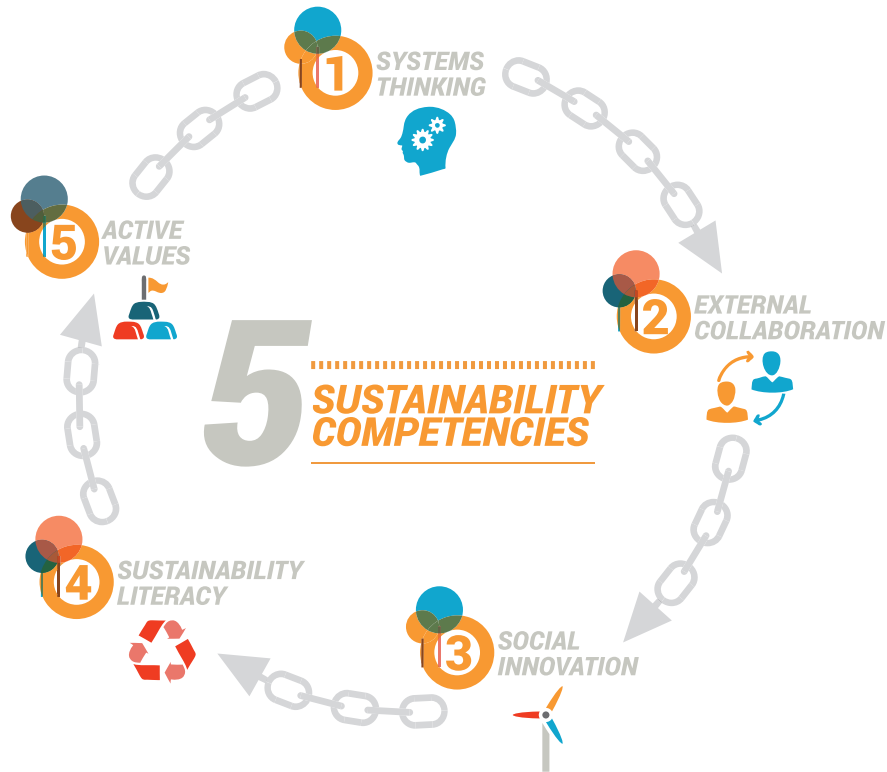 1
SYSTEMS
THINKING
2
EXTERNAL
COLLABORATION
3
SOCIAL
INNOVATION
4
SUSTAINABILITY
LITERACY
5
ACTIVE
VALUES
5
SUSTAINABILITY
COMPETENCIES